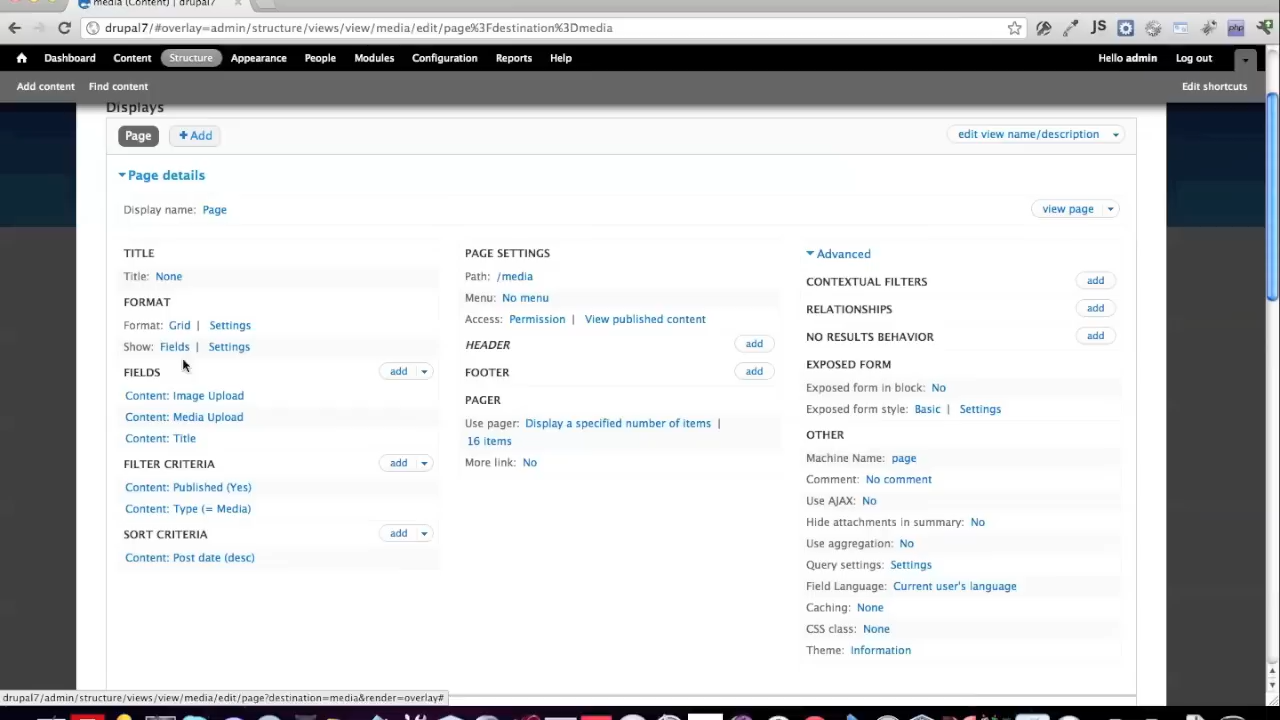 media (Content) | drupal7
drupal7/#overlay=admin/structure/views/view/media/edit/page%3Fdestination%3Dmedia
JS
php
Dashboard Content Structure Appearance People Modules Configuration Reports Help Hello admin Log out
Add content Find content Edit shortcuts
Displays
Page + Add edit view name/description
Page details
Display name: Page view page
TITLE
Title: None
FORMAT
Format: Grid | Settings
Show: Fields | Settings
FIELDS add
Content: Image Upload
Content: Media Upload
Content: Title
FILTER CRITERIA add
Content: Published (Yes)
Content: Type (= Media)
SORT CRITERIA add
Content: Post date (desc)
PAGE SETTINGS
Path: /media
Menu: No menu
Access: Permission | View published content
HEADER add
FOOTER add
PAGER
Use pager: Display a specified number of items |
16 items
More link: No
Advanced
CONTEXTUAL FILTERS add
RELATIONSHIPS add
NO RESULTS BEHAVIOR add
EXPOSED FORM
Exposed form in block: No
Exposed form style: Basic | Settings
OTHER
Machine Name: page
Comment: No comment
Use AJAX: No
Hide attachments in summary: No
Use aggregation: No
Query settings: Settings
Field Language: Current user's language
Caching: None
CSS class: None
Theme: Information
drupal7/admin/structure/views/view/media/edit/page?destination=media&render=overlay#